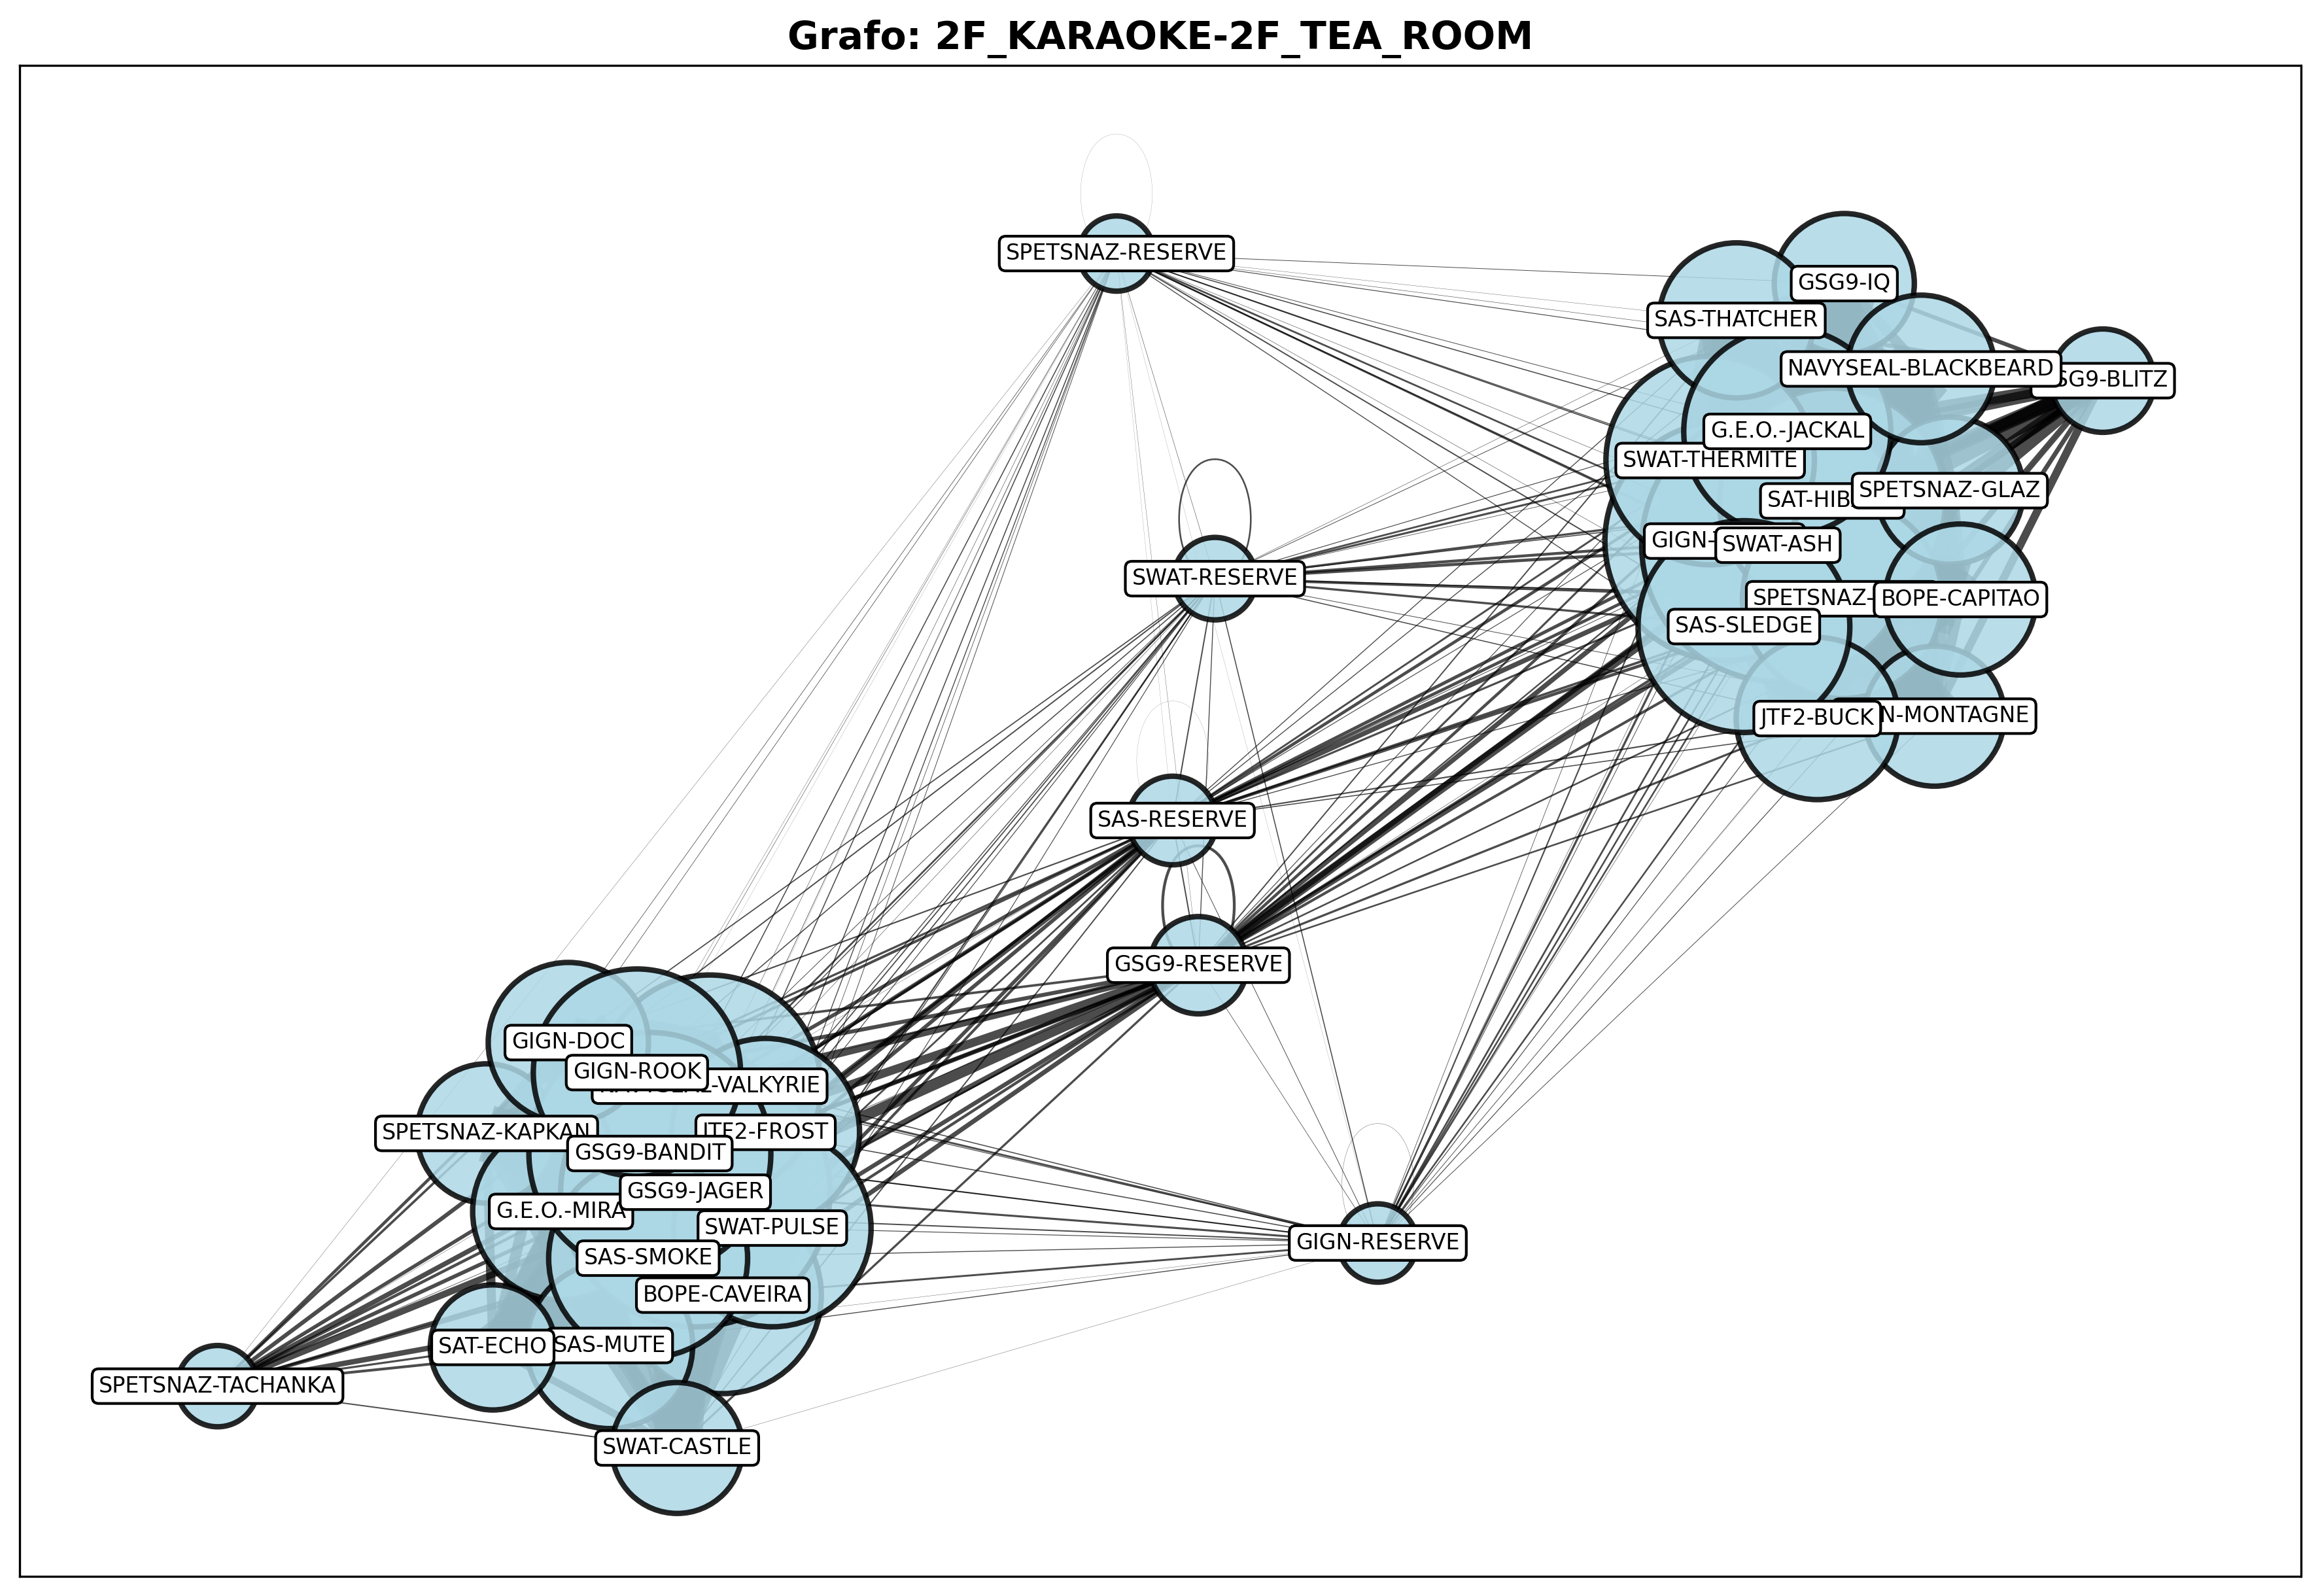 Grafo: 2F_KARAOKE-2F_TEA_ROOM
SPETSNAZ-RESERVE
GSG9-IQ
SAS-THATCHER
NAVYSEAL-BLACKBEARD
SG9-BLITZ
G.E.O.-JACKAL
SWAT-THERMITE
SPETSNAZ-GLAZ
SAT-HIB
GIGN-
SWAT-ASH
SWAT-RESERVE
SPETSNAZ-
BOPE-CAPITAO
SAS-SLEDGE
JTF2-BUCK
N-MONTAGNE
SAS-RESERVE
GSG9-RESERVE
GIGN-DOC
GIGN-ROOK
-VALKYRIE
SPETSNAZ-KAPKAN
JTF2-FROST
GSG9-BANDIT
GSG9-JAGER
G.E.O.-MIRA
SWAT-PULSE
GIGN-RESERVE
SAS-SMOKE
BOPE-CAVEIRA
SAT-ECHO
SAS-MUTE
SPETSNAZ-TACHANKA
SWAT-CASTLE